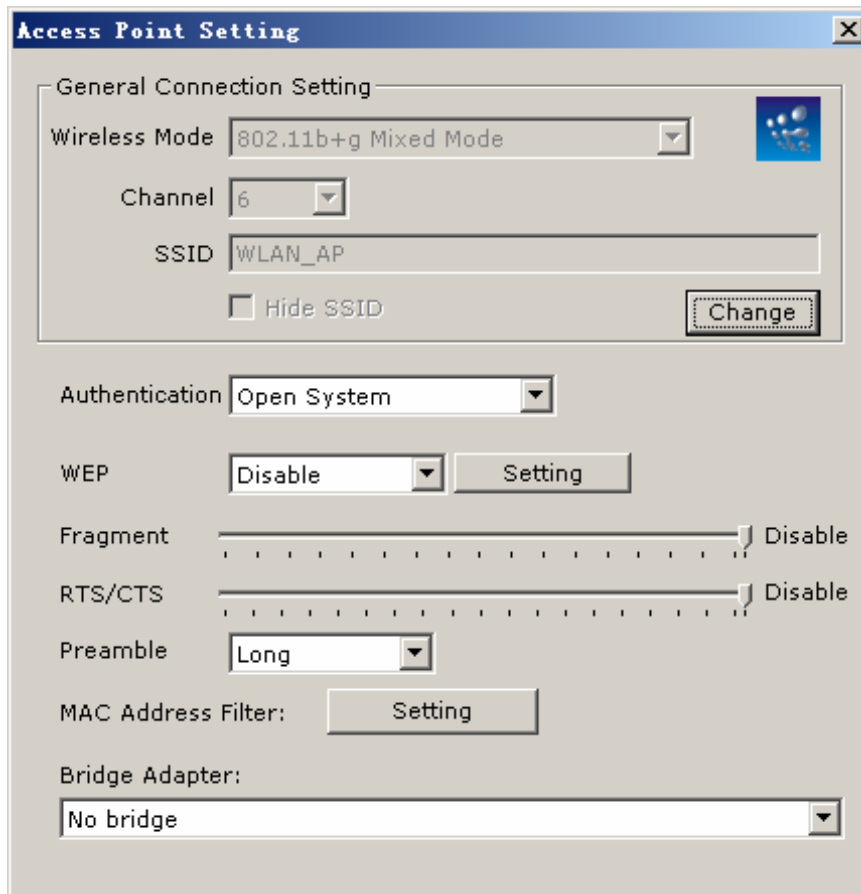 Access Point Setting
General Connection Setting
Wireless Mode 802.11b+g Mixed Mode
Channel 6
SSID WLAN_AP
Hide SSID Change
Authentication Open System
WEP Disable Setting
Fragment Disable
RTS/CTS Disable
Preamble Long
MAC Address Filter: Setting
Bridge Adapter:
No bridge